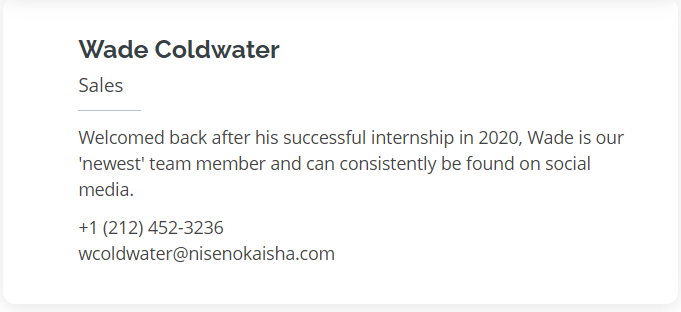 Wade Coldwater
Sales
Welcomed back after his successful internship in 2020, Wade is our
'newest' team member and can consistently be found on social
media.
+1 (212) 452-3236
wcoldwater@nisenokaisha.com